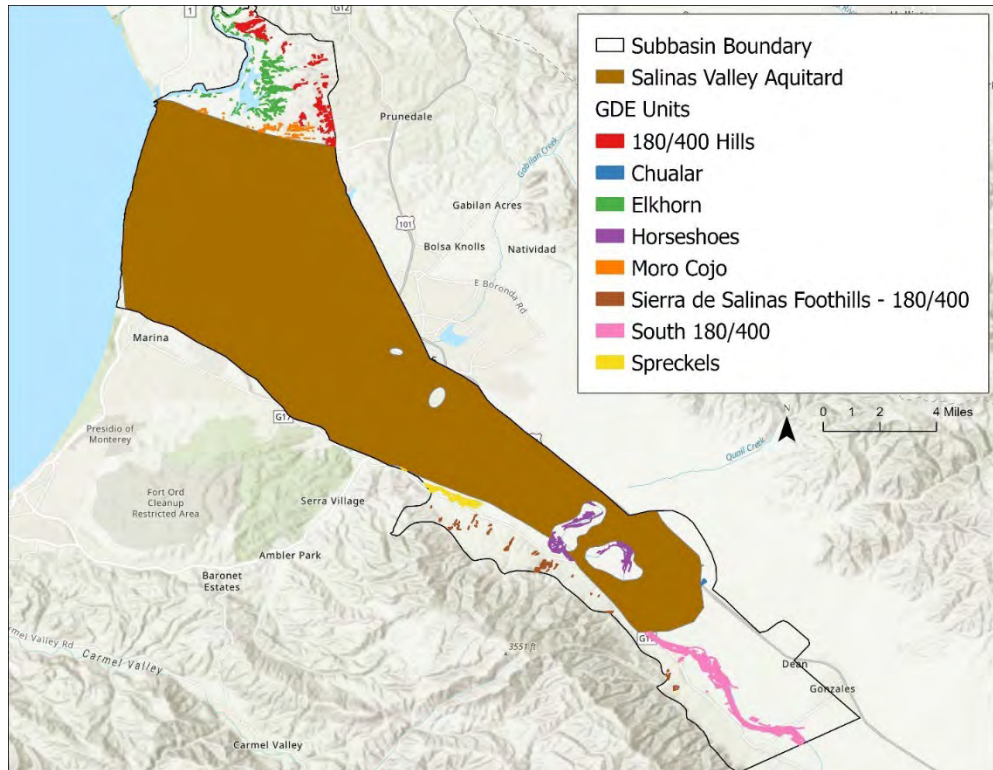 1
G12
Subbasin Boundary
Salinas Valley Aquitard
GDE Units
180/400 Hills
Chualar
Elkhorn
Horseshoes
Moro Cojo
Sierra de Salinas Foothills - 180/400
South 180/400
Spreckels
N
0 1 2 4 Miles
Prunedale
Gabilan Creek
Gabilan Acres
101
Bolsa Knolls
Natividad
E Boronda Rd
Marina
G17
Presidio of
Monterey
Quail Creek
Fort Ord
Cleanup
Restricted Area
Serra Village
Ambler Park
Baronet
Estates
3551 ft
Carmel Valley
Dean
Gonzales
Carmel Valley